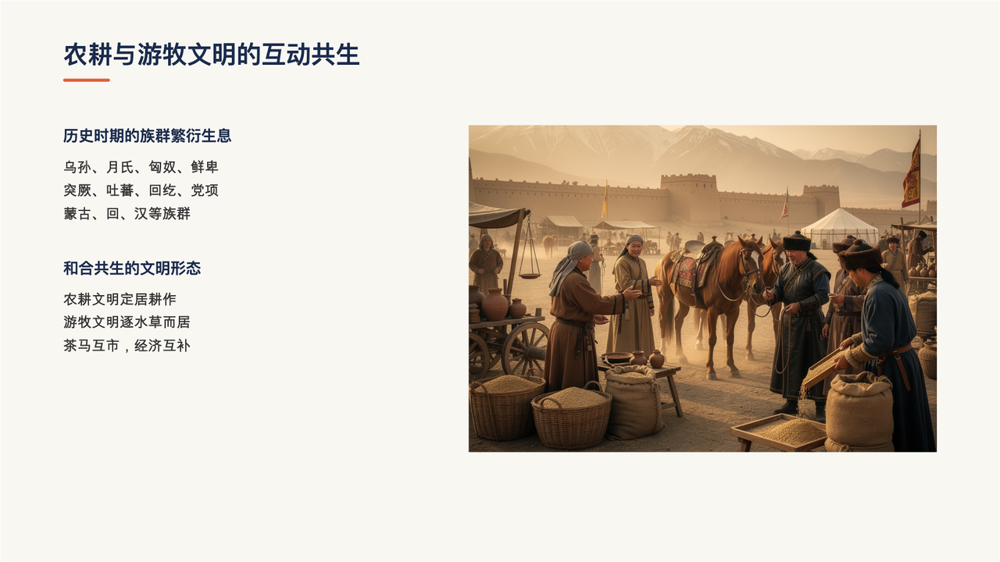 农耕与游牧文明的互动共生
历史时期的族群繁衍生息
乌孙、月氏、匈奴、鲜卑
突厥、吐蕃、回纥、党项
蒙古、回、汉等族群
和合共生的文明形态
农耕文明定居耕作
游牧文明逐水草而居
茶马互市，经济互补